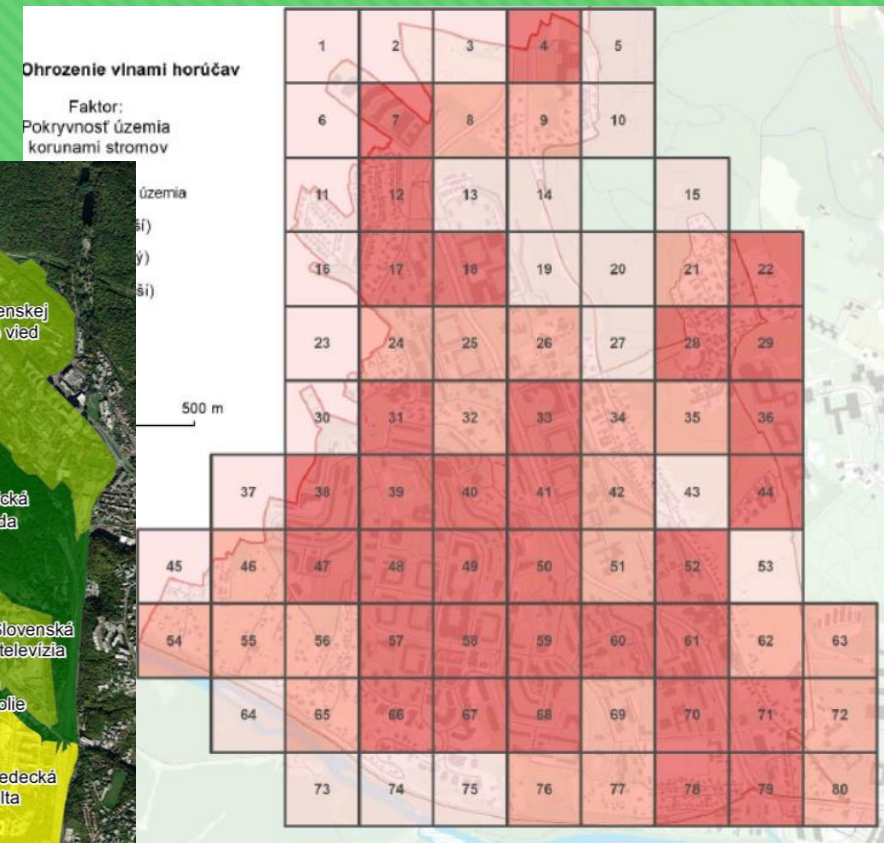 Ohrozenie vlnami horúčav
Faktor:
Pokryvnosť územia
korunami stromov
územia
ší)
ý)
ší)
500 m
enskej
vied
cká
da
Slovenská
televízia
olie
edecká
lta
1 2 3 4 5
6 7 8 9 10
11 12 13 14 15
16 17 18 19 20 21 22
23 24 25 26 27 28 29
30 31 32 33 34 35 36
37 38 39 40 41 42 43 44
45 46 47 48 49 50 51 52 53
54 55 56 57 58 59 60 61 62 63
64 65 66 67 68 69 70 71 72
73 74 75 76 77 78 79 80